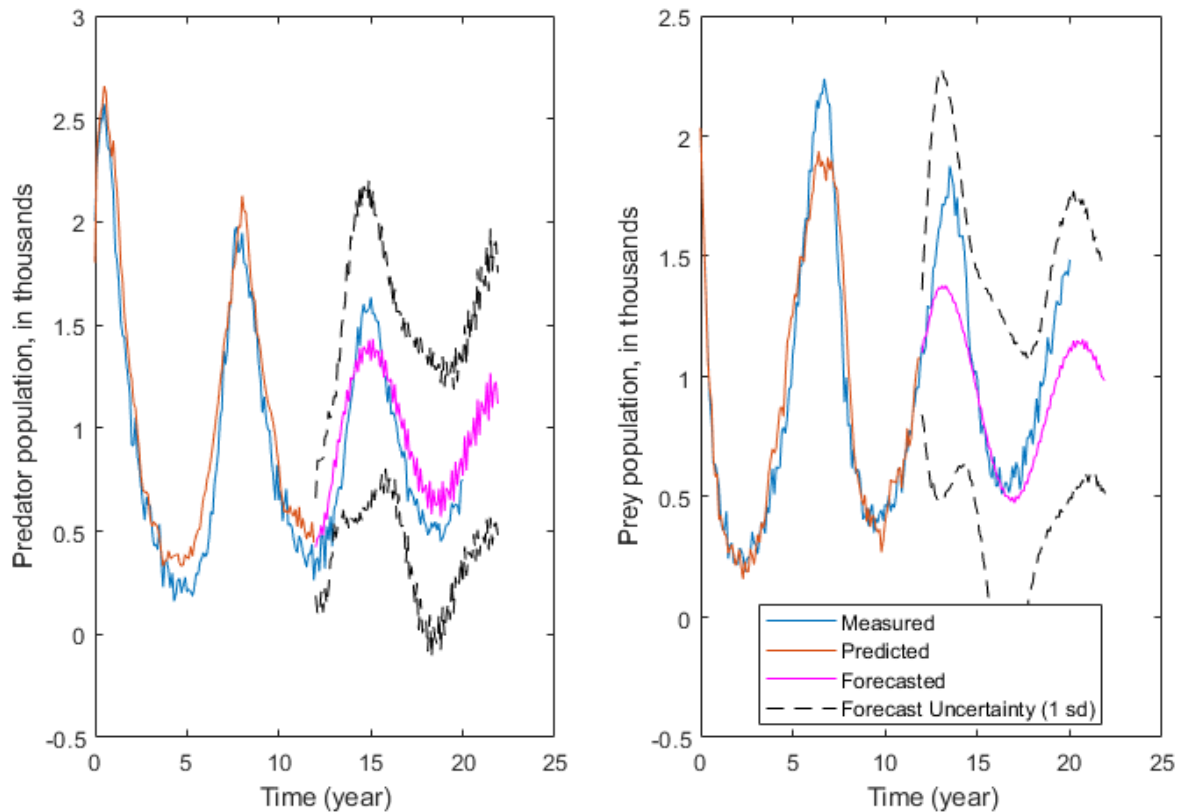 Predator population, in thousands
3
2.5
2
1.5
1
0.5
0
-0.5
0 5 10 15 20 25
Time (year)
Prey population, in thousands
2.5
2
1.5
1
0.5
0
-0.5
0 5 10 15 20 25
Time (year)
Measured
Predicted
Forecasted
Forecast Uncertainty (1 sd)